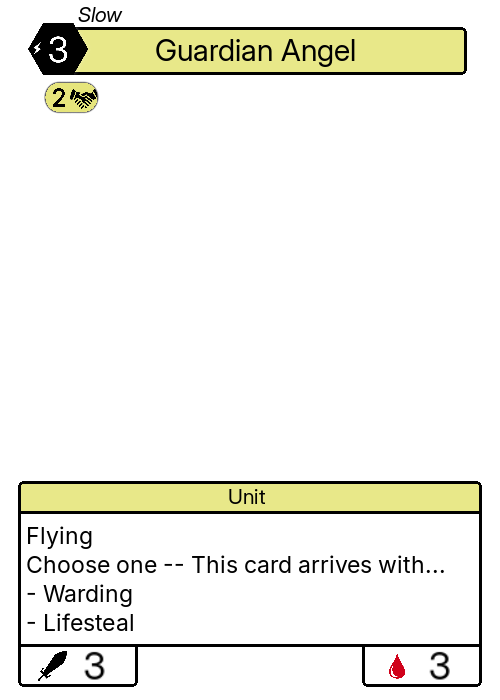 Slow
3
Guardian Angel
2
Unit
Flying
Choose one -- This card arrives with...
- Warding
- Lifesteal
3
3